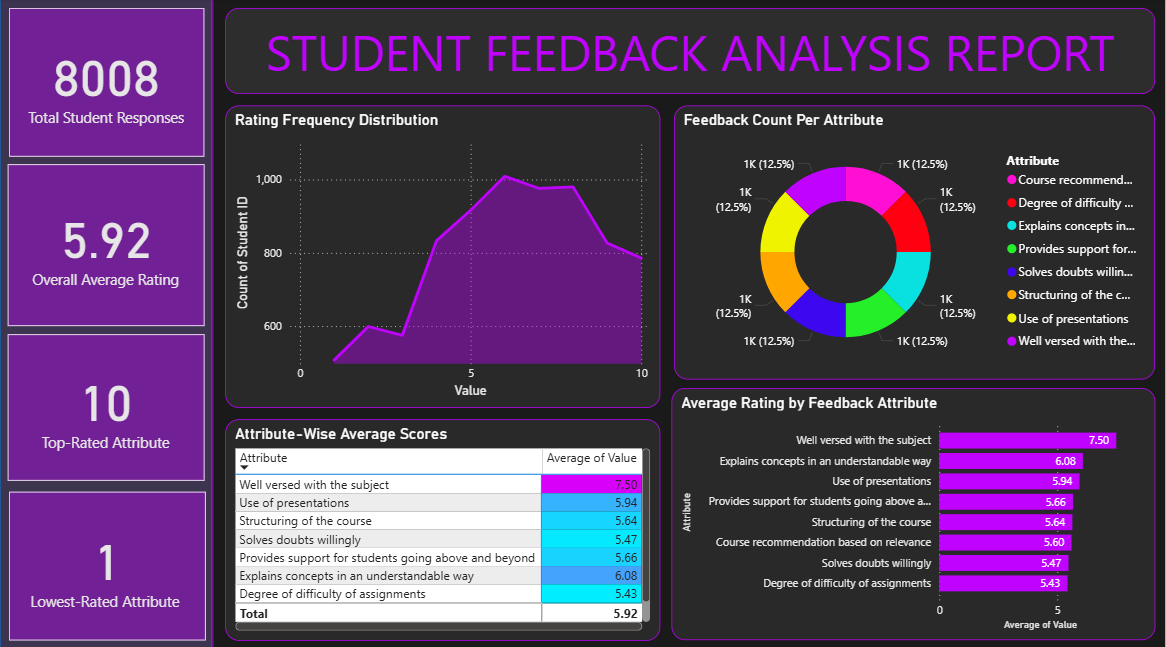 8008
Total Student Responses
5.92
Overall Average Rating
10
Top-Rated Attribute
1
Lowest-Rated Attribute
STUDENT FEEDBACK ANALYSIS REPORT
Rating Frequency Distribution
Count of Student ID
1,000
800
600
0
5
10
Value
Feedback Count Per Attribute
1K (12.5%)
1K (12.5%)
1K
(12.5%)
1K
(12.5%)
1K
(12.5%)
1K
(12.5%)
1K (12.5%)
1K (12.5%)
Attribute
Course recommend...
Degree of difficulty ...
Explains concepts in...
Provides support for...
Solves doubts willin...
Structuring of the c...
Use of presentations
Well versed with the...
Attribute-Wise Average Scores
Attribute Average of Value
Well versed with the subject 7.50
Use of presentations 5.94
Structuring of the course 5.64
Solves doubts willingly 5.47
Provides support for students going above and beyond 5.66
Explains concepts in an understandable way 6.08
Degree of difficulty of assignments 5.43
Total 5.92
Average Rating by Feedback Attribute
Attribute
Well versed with the subject 7.50
Explains concepts in an understandable way 6.08
Use of presentations 5.94
Provides support for students going above a... 5.66
Structuring of the course 5.64
Course recommendation based on relevance 5.60
Solves doubts willingly 5.47
Degree of difficulty of assignments 5.43
0 5
Average of Value